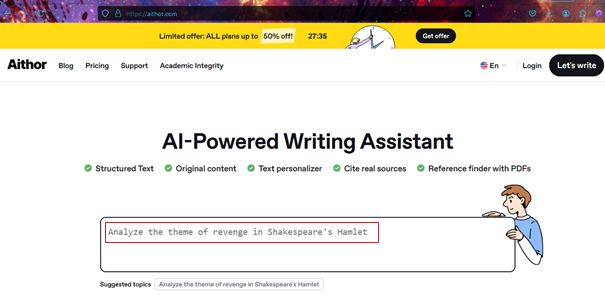 https://aithor.com
Limited offer: ALL plans up to 50% off! 27:35 Get offer
Aithor Blog Pricing Support Academic Integrity En Login Let's write
AI-Powered Writing Assistant
Structured Text Original content Text personalizer Cite real sources Reference finder with PDFs
Analyze the theme of revenge in Shakespeare's Hamlet
Suggested topics Analyze the theme of revenge in Shakespeare's Hamlet